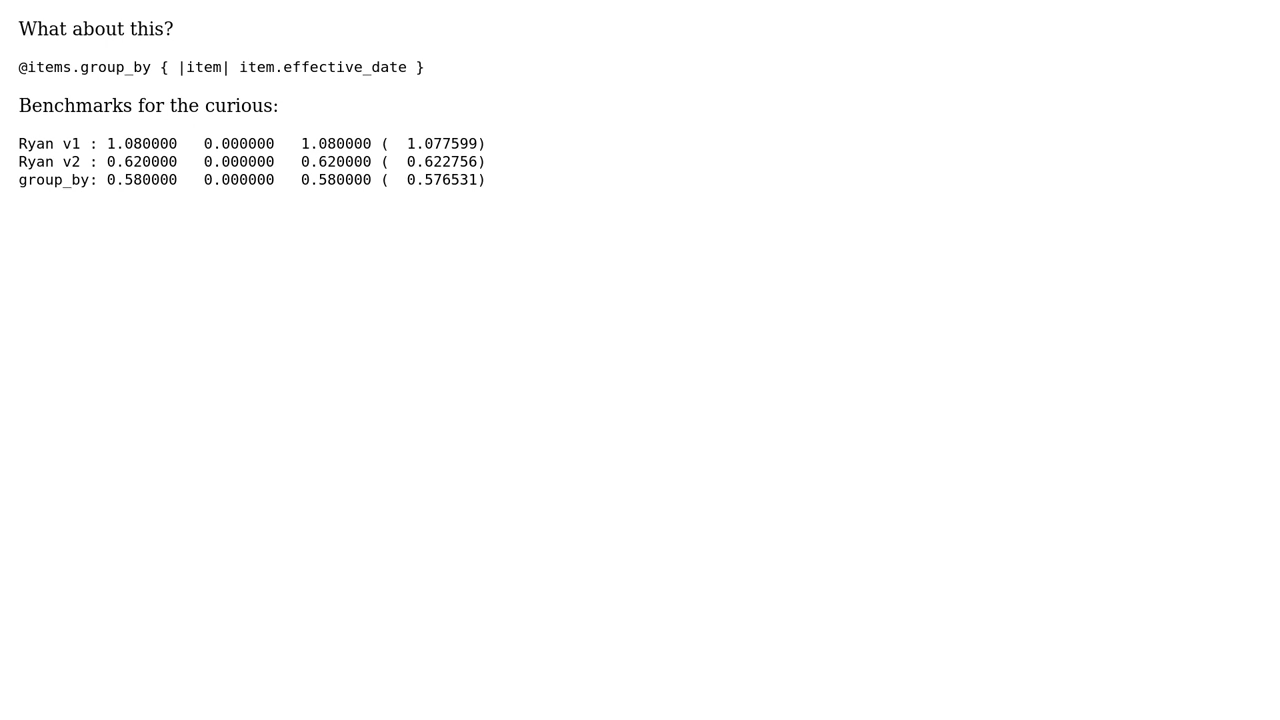 What about this?
@items.group_by { |item| item.effective_date }
Benchmarks for the curious:
Ryan v1 : 1.080000   0.000000   1.080000 (  1.077599)
Ryan v2 : 0.620000   0.000000   0.620000 (  0.622756)
group_by: 0.580000   0.000000   0.580000 (  0.576531)